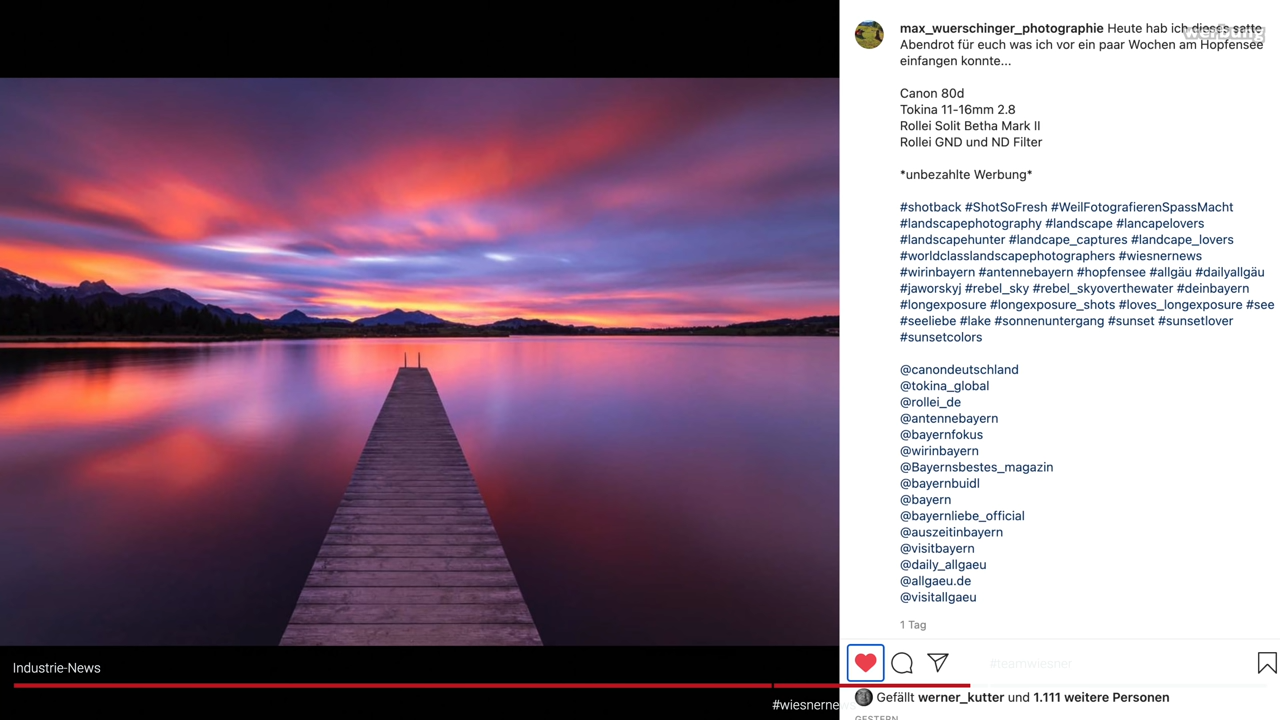 max_wuerschinger_photographie Heute hab ich dieses satte
werbung
Abendrot für euch was ich vor ein paar Wochen am Hopfensee
einfangen konnte...
Canon 80d
Tokina 11-16mm 2.8
Rollei Solit Betha Mark II
Rollei GND und ND Filter
*unbezahlte Werbung*
#shotback #ShotSoFresh #WeilFotografierenSpassMacht
#landscapephotography #landscape #lancapelovers
#landscapehunter #landcape_captures #landcape_lovers
#worldclasslandscapephotographers #wiesnernews
#wirinbayern #antennebayern #hopfensee #allgäu #dailyallgäu
#jaworskyj #rebel_sky #rebel_skyoverthewater #deinbayern
#longexposure #longexposure_shots #loves_longexposure #see
#seeliebe #lake #sonnenuntergang #sunset #sunsetlover
#sunsetcolors
@canondeutschland
@tokina_global
@rollei_de
@antennebayern
@bayernfokus
@wirinbayern
@Bayernsbestes_magazin
@bayernbuidl
@bayern
@bayernliebe_official
@auszeitinbayern
@visitbayern
@daily_allgaeu
@allgaeu.de
@visitallgaeu
1 Tag
Industrie-News
#teamwiesner
Gefällt werner_kutter und 1.111 weitere Personen
#wiesnernews
GESTERN